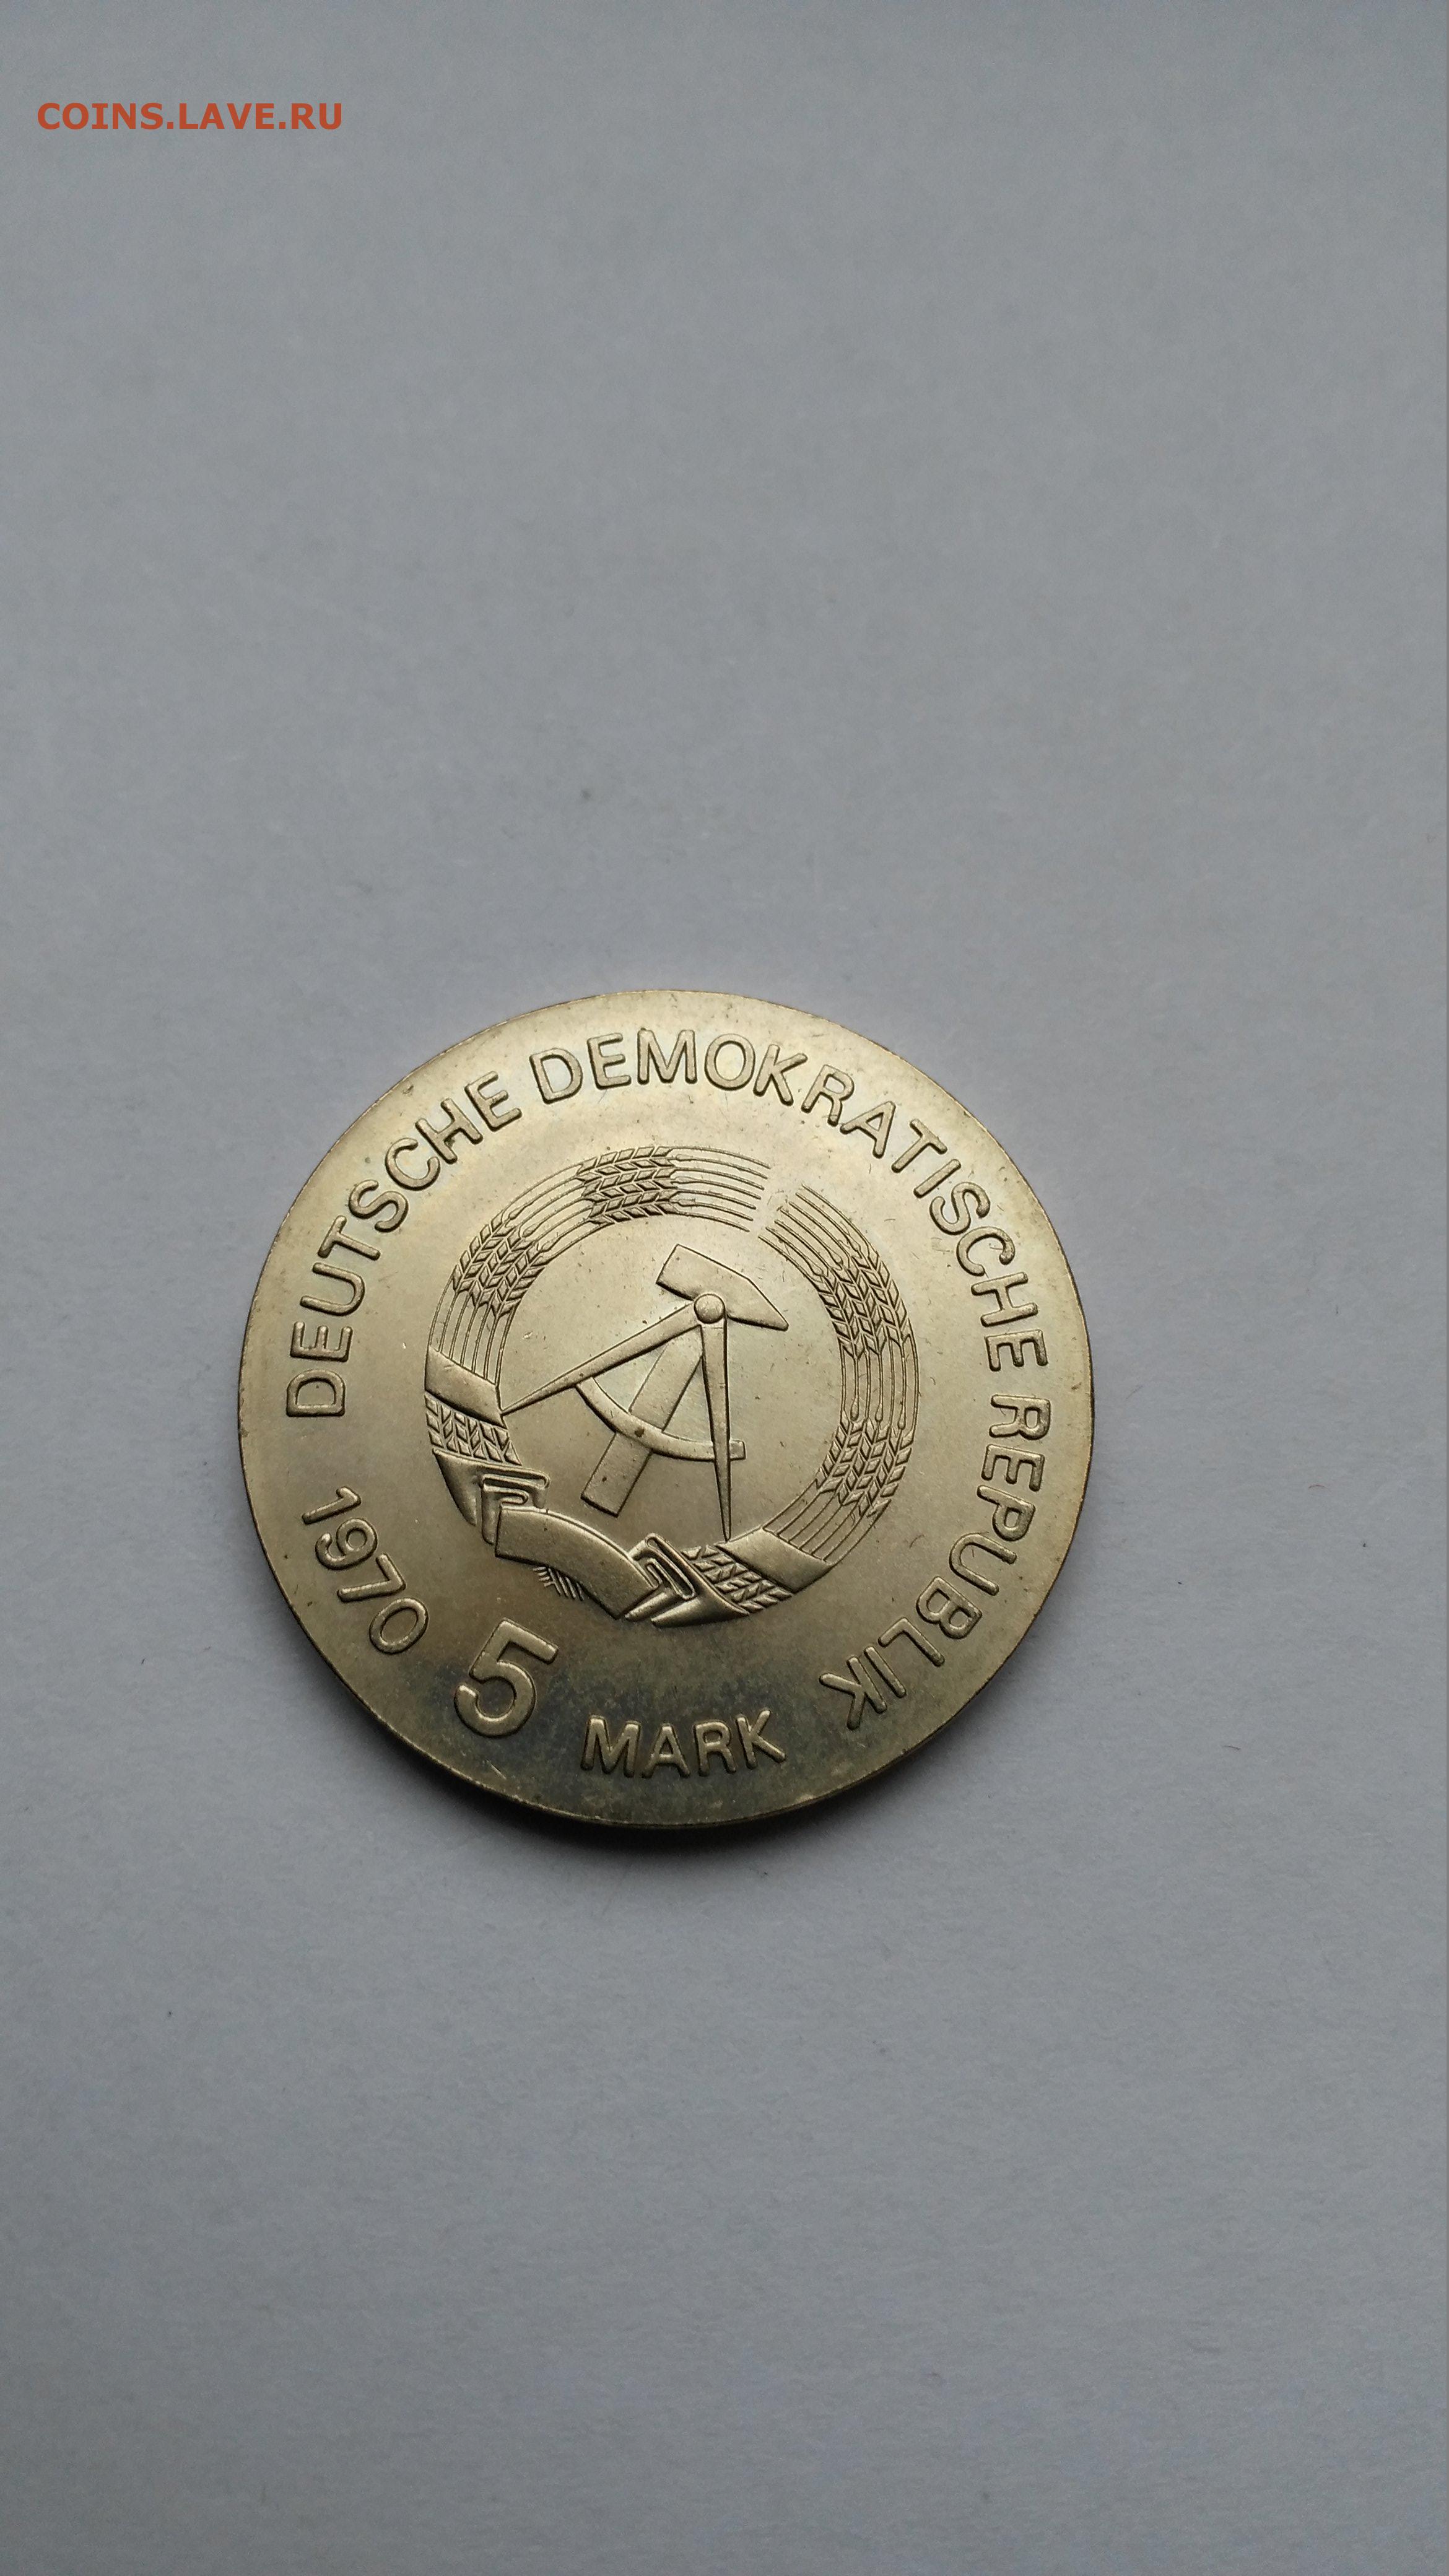 COINS.LAVE.RU
DEUTSCHE DEMOKRATISCHE REPUBLIK
1970
5
MARK